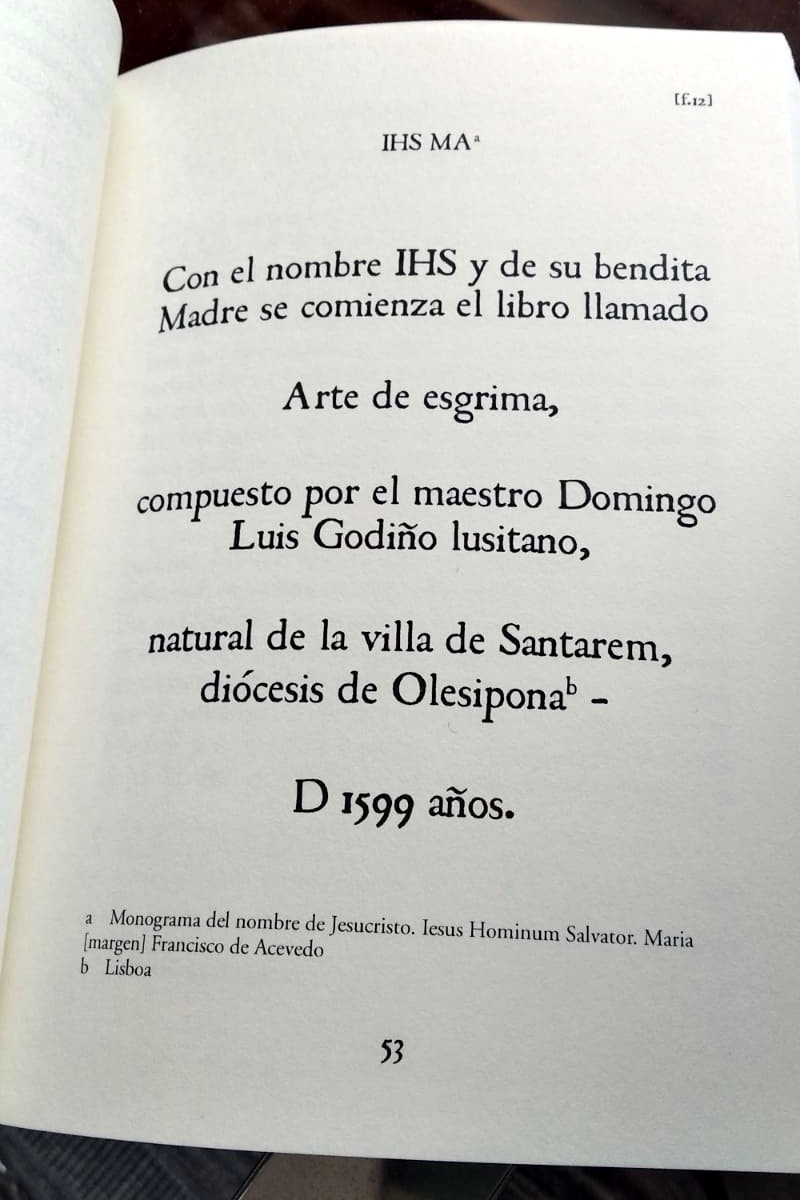 [f.12]
IHS MAª
Con el nombre IHS y de su bendita
Madre se comienza el libro llamado
Arte de esgrima,
compuesto por el maestro Domingo
Luis Godiño lusitano,
natural de la villa de Santarem,
diócesis de Olesiponaᵇ –
D 1599 años.
a Monograma del nombre de Jesucristo. Iesus Hominum Salvator. Maria
[margen] Francisco de Acevedo
b Lisboa
53